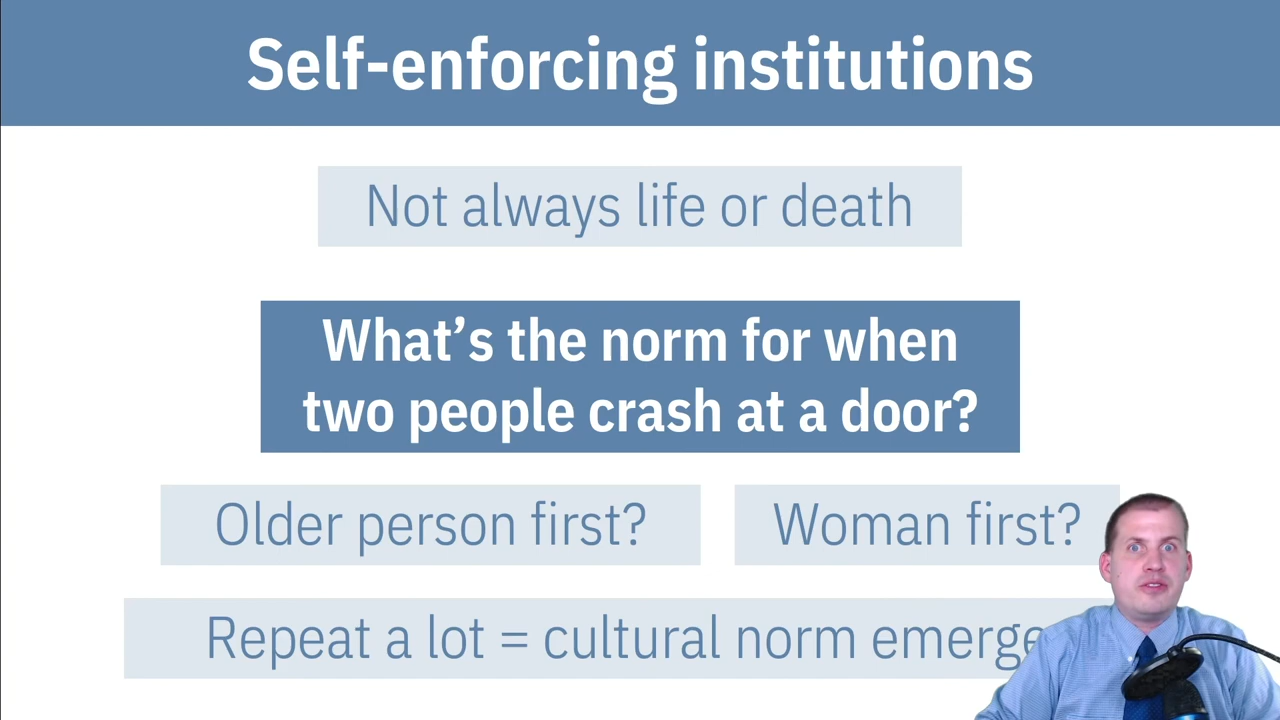 Self-enforcing institutions
Not always life or death
What's the norm for when
two people crash at a door?
Older person first?
Woman first?
Repeat a lot = cultural norm